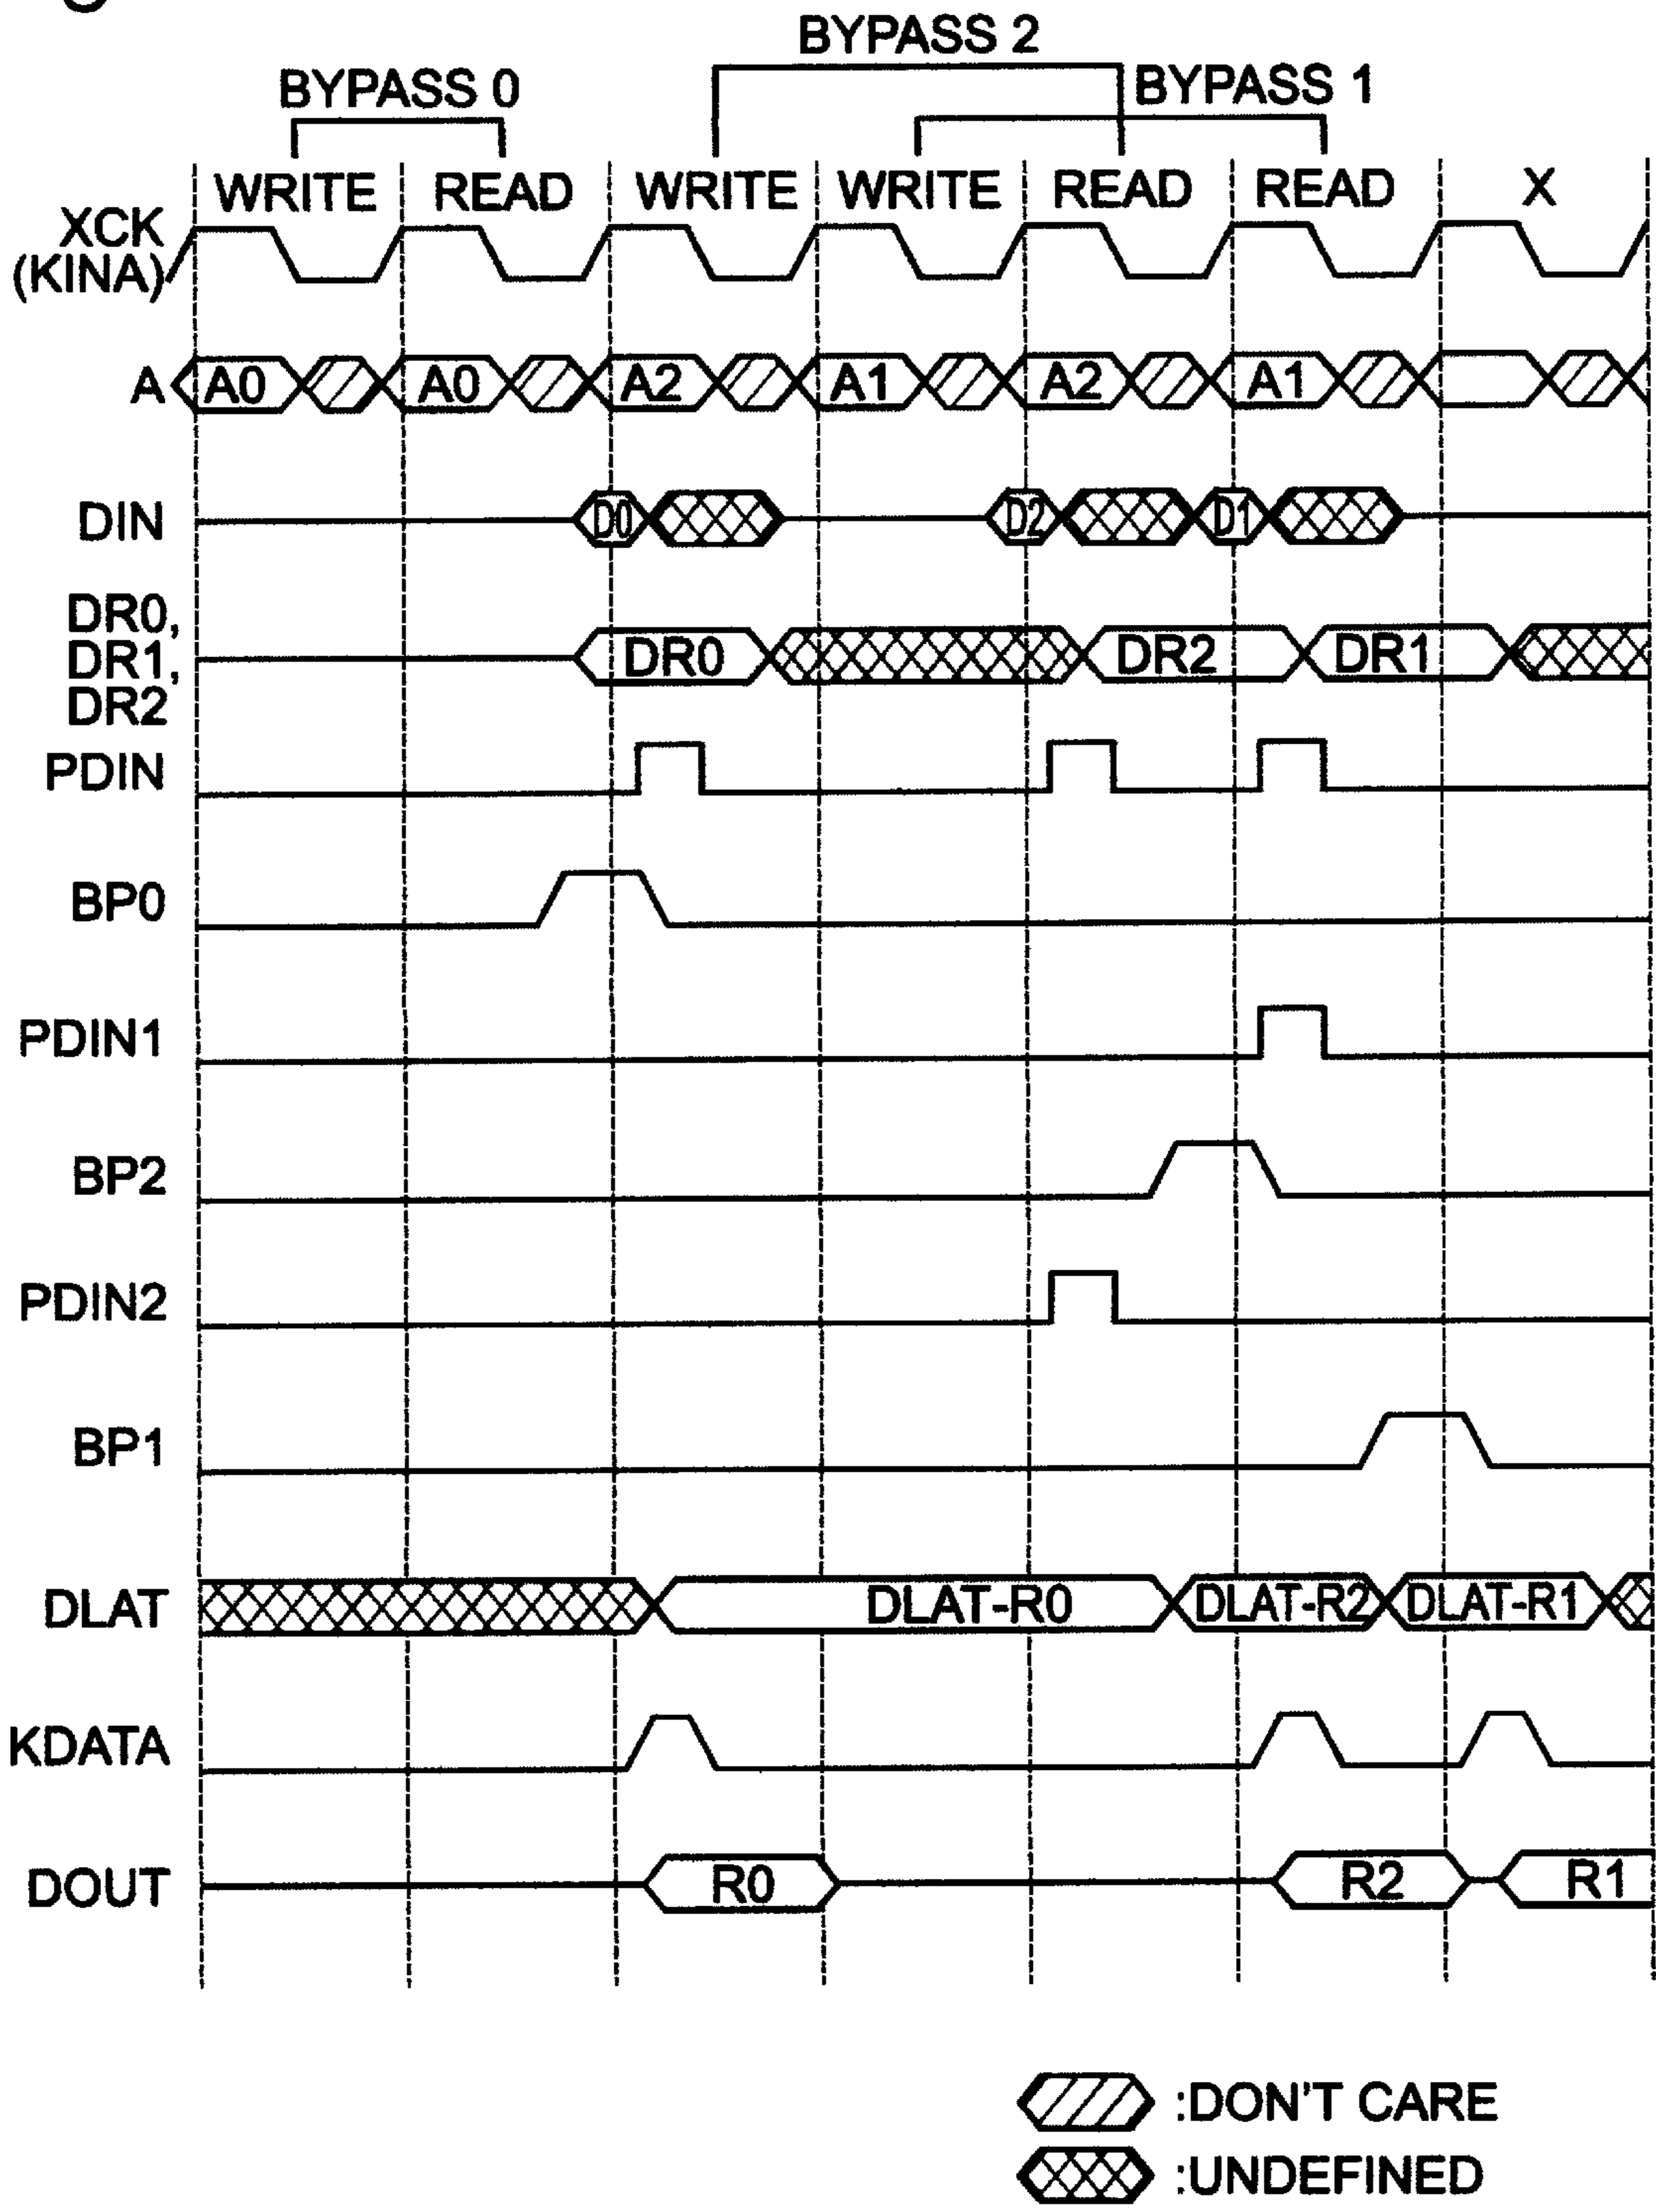 BYPASS 2
BYPASS 0
BYPASS 1
WRITE READ WRITE WRITE READ READ X
XCK
(KINA)
A A0 A0 A2 A1 A2 A1
DIN D0 D2 D1
DR0,
DR1, DR0 DR2 DR1
DR2
PDIN
BP0
PDIN1
BP2
PDIN2
BP1
DLAT DLAT-R0 DLAT-R2 DLAT-R1
KDATA
DOUT R0 R2 R1
:DON'T CARE
:UNDEFINED